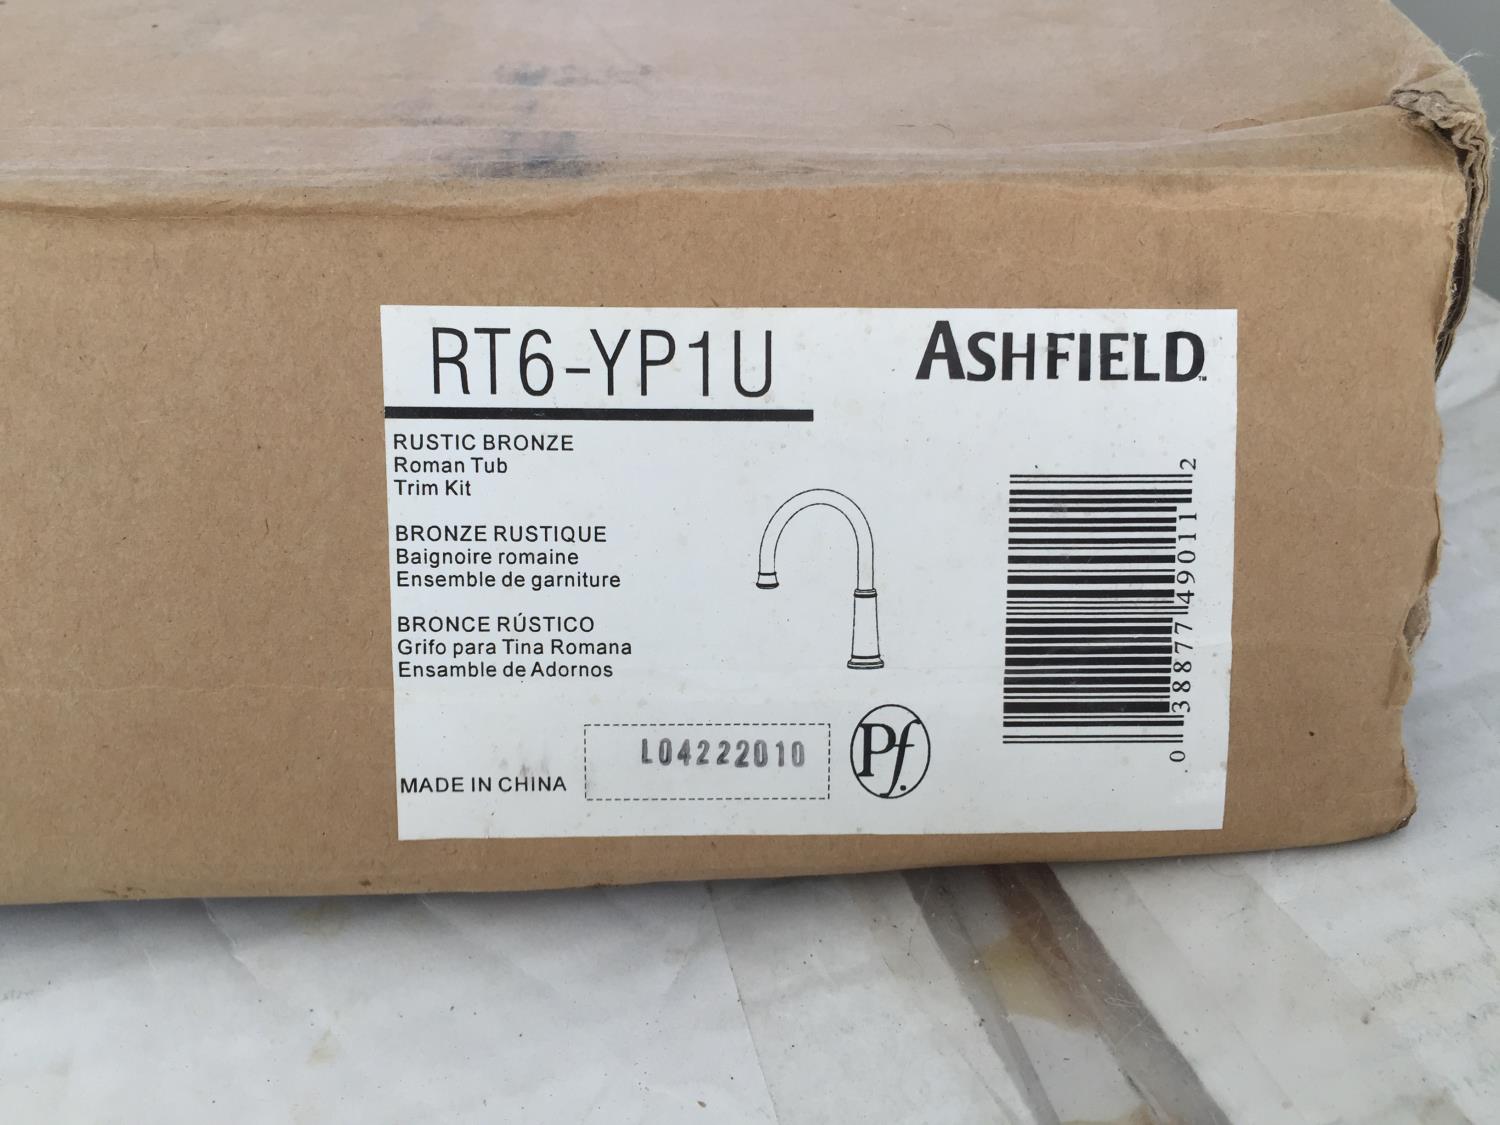 RT6-YP1U
ASHFIELD™
RUSTIC BRONZE
Roman Tub
Trim Kit
BRONZE RUSTIQUE
Baignoire romaine
Ensemble de garniture
BRONCE RÚSTICO
Grifo para Tina Romana
Ensamble de Adornos
MADE IN CHINA
L04222010
Pf.
0 38877 49011 2